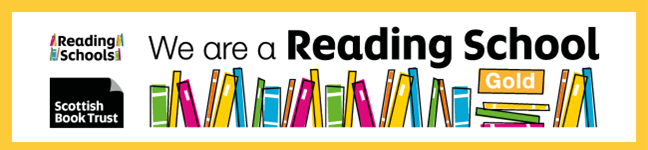 Reading
Schools
We are a Reading School
Gold
Scottish
Book Trust